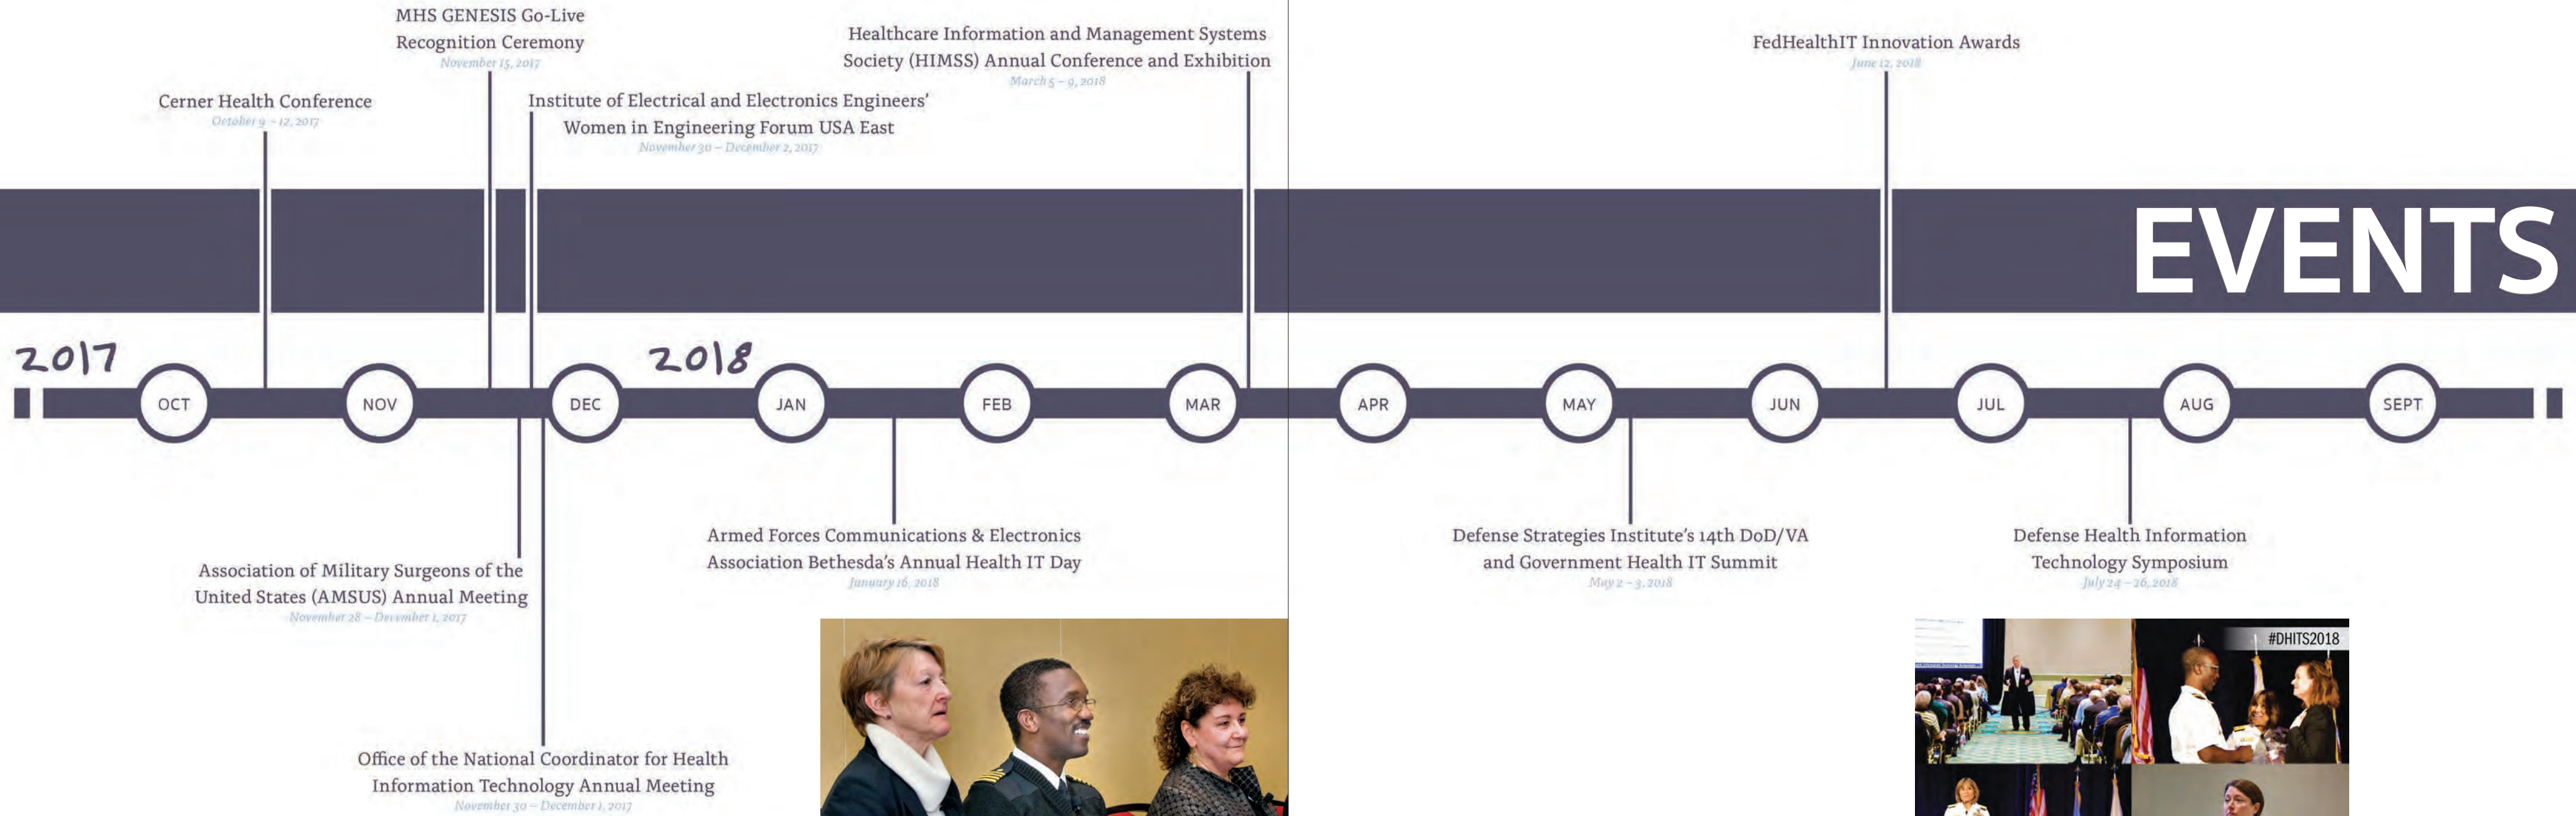 MHS GENESIS Go-Live
Recognition Ceremony
November 15, 2017
Healthcare Information and Management Systems
Society (HIMSS) Annual Conference and Exhibition
March 5 – 9, 2018
FedHealthIT Innovation Awards
June 12, 2018
Cerner Health Conference
October 9 – 12, 2017
Institute of Electrical and Electronics Engineers'
Women in Engineering Forum USA East
November 30 – December 2, 2017
EVENTS
2017
2018
OCT
NOV
DEC
JAN
FEB
MAR
APR
MAY
JUN
JUL
AUG
SEPT
Association of Military Surgeons of the
United States (AMSUS) Annual Meeting
November 28 – December 1, 2017
Armed Forces Communications & Electronics
Association Bethesda's Annual Health IT Day
January 16, 2018
Defense Strategies Institute's 14th DoD/VA
and Government Health IT Summit
May 2 – 3, 2018
Defense Health Information
Technology Symposium
July 24 – 26, 2018
Office of the National Coordinator for Health
Information Technology Annual Meeting
November 30 – December 1, 2017
#DHITS2018